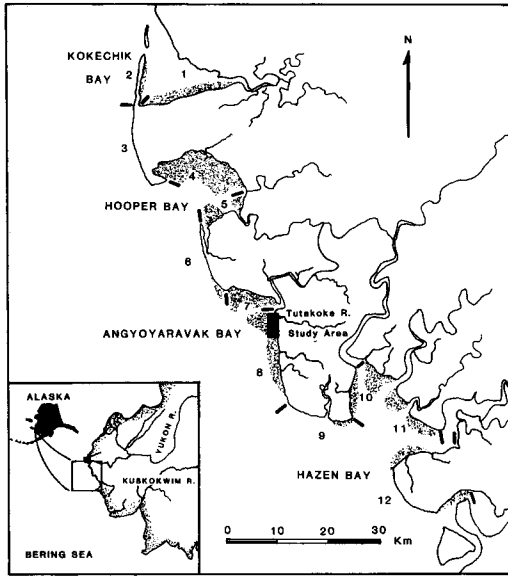 N
KOKECHIK
BAY
2
1
3
4
5
HOOPER BAY
6
7
Tutakoke R.
Study Area
ANGYOYARAVAK BAY
8
10
9
11
HAZEN BAY
12
ALASKA
YUKON R.
KUSKOKWIM R.
BERING SEA
0 10 20 30
Km